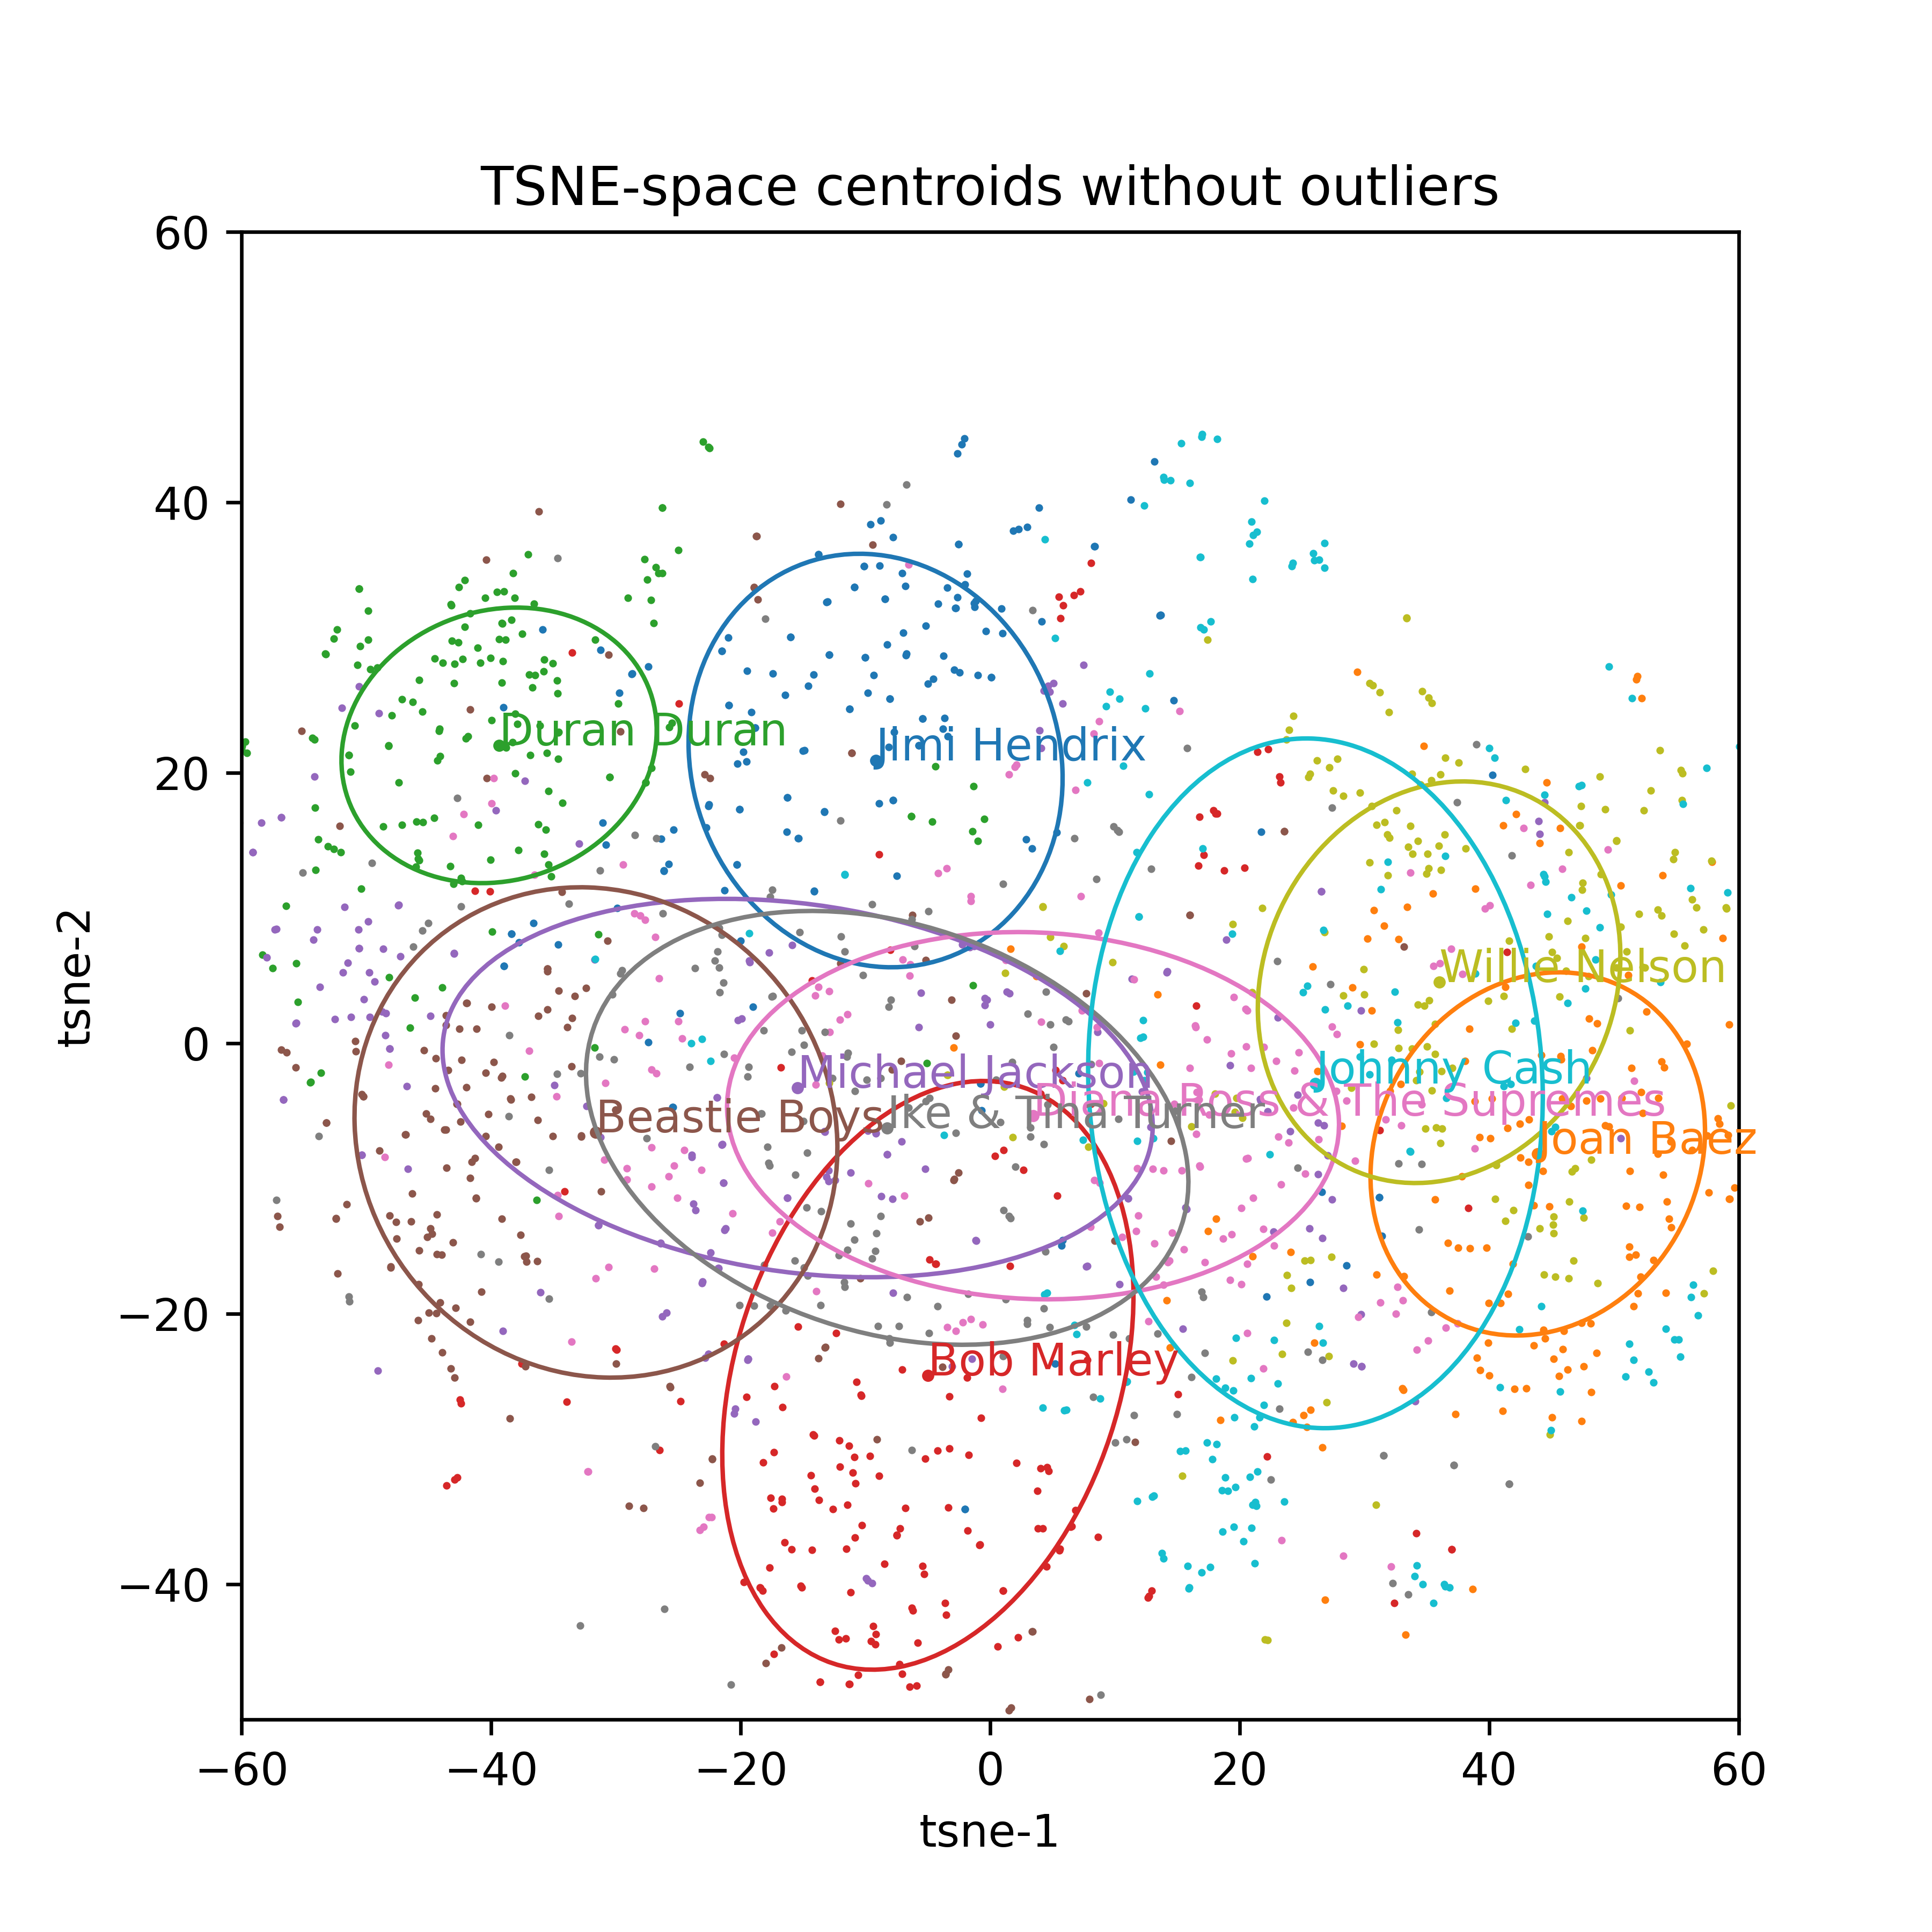 TSNE-space centroids without outliers
60
40
20
0
−20
−40
tsne-2
Duran Duran
Jimi Hendrix
Willie Nelson
Michael Jackson
Johnny Cash
Diana Ross & The Supremes
Beastie Boys
Ike & Tina Turner
Joan Baez
Bob Marley
−60
−40
−20
0
20
40
60
tsne-1